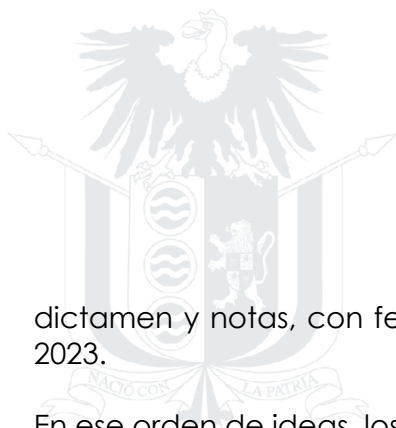 dictamen y notas, con fe
2023.
NACIÓ CON LA PATRIA
En ese orden de ideas, los